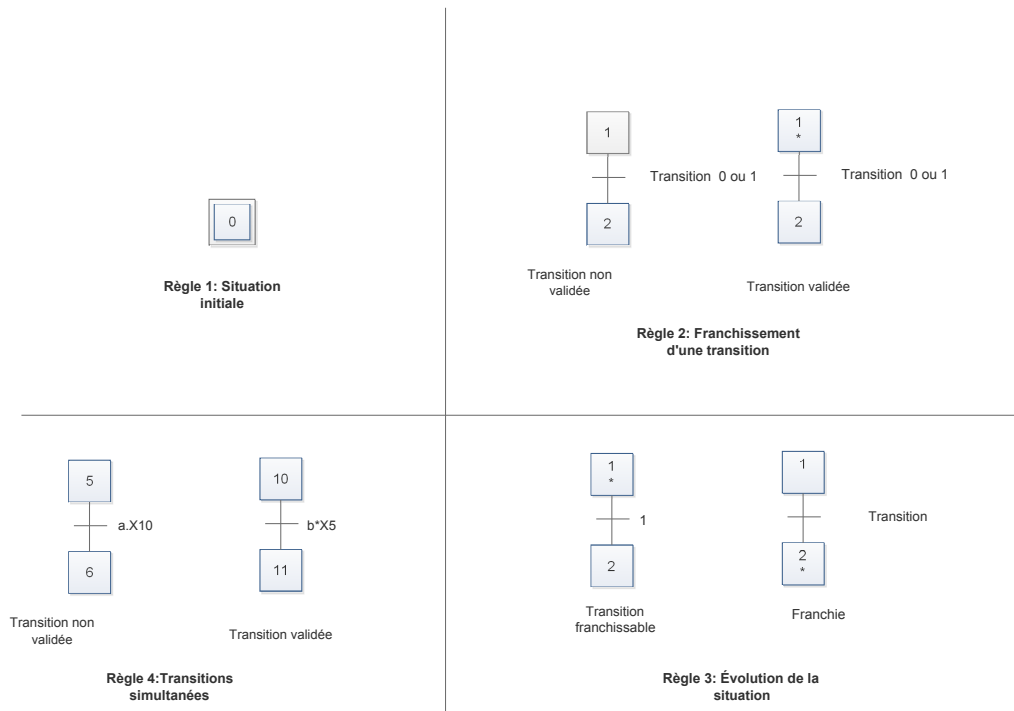 0
Règle 1: Situation
initiale
1
Transition 0 ou 1
2
Transition non
validée
1
*
Transition 0 ou 1
2
Transition validée
Règle 2: Franchissement
d'une transition
5
a.X10
6
Transition non
validée
10
b*X5
11
Transition validée
Règle 4:Transitions
simultanées
1
*
1
2
Transition
franchissable
1
Transition
2
*
Franchie
Règle 3: Évolution de la
situation